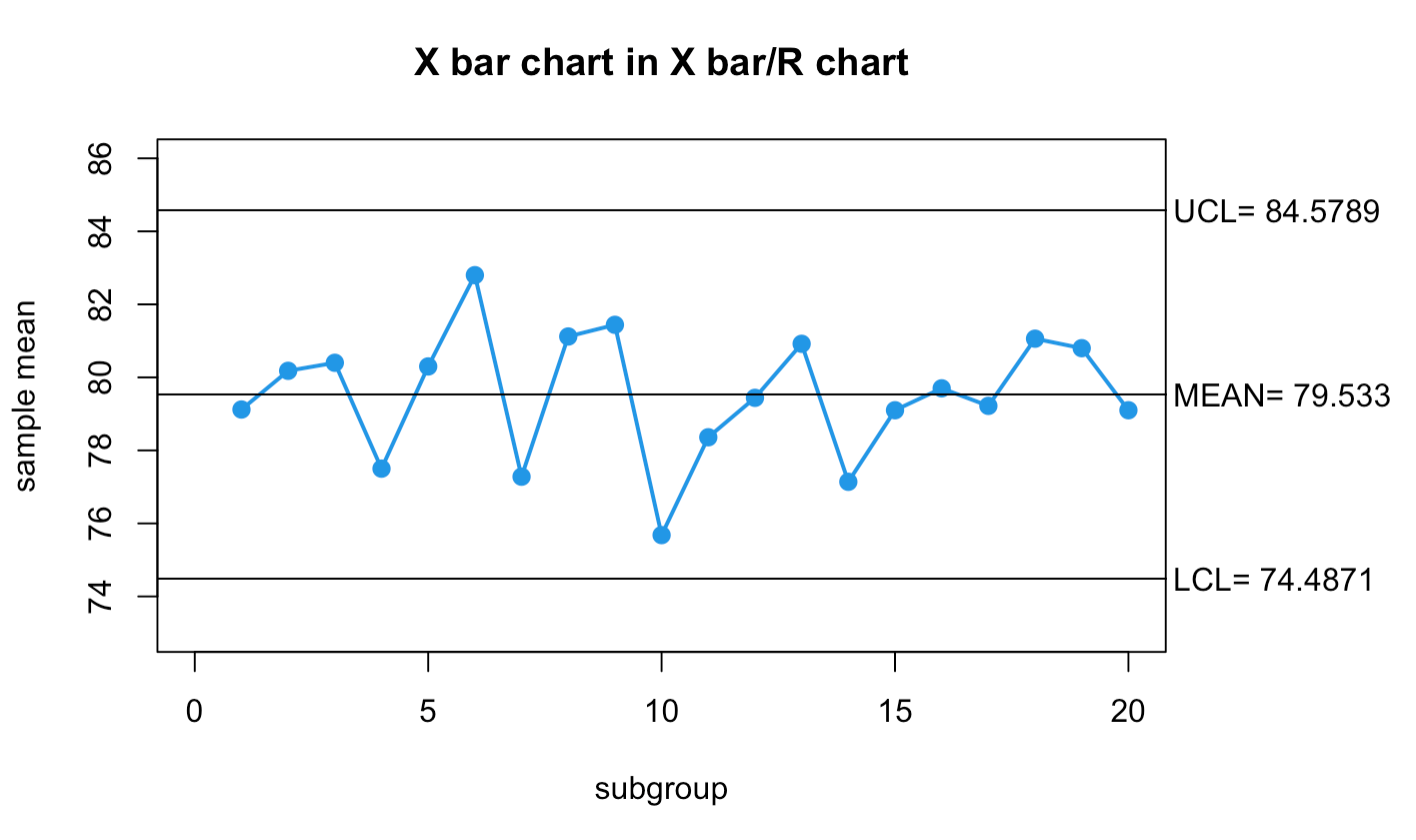 X bar chart in X bar/R chart
86
84
82
80
78
76
74
sample mean
UCL= 84.5789
MEAN= 79.533
LCL= 74.4871
0 5 10 15 20
subgroup